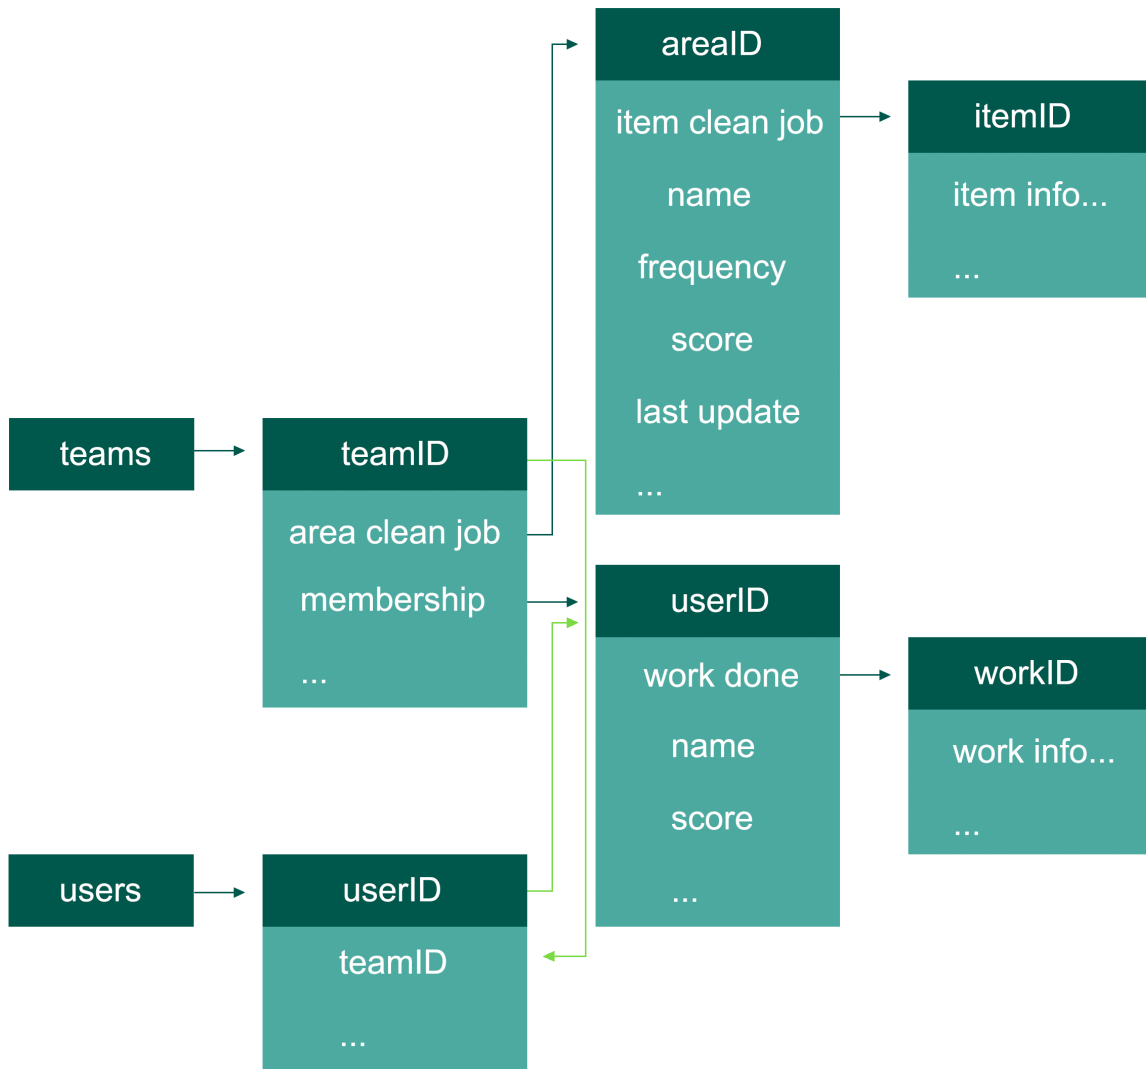 areaID
item clean job
name
frequency
score
last update
...
itemID
item info...
...
teams
teamID
area clean job
membership
...
userID
work done
name
score
...
workID
work info...
...
users
userID
teamID
...